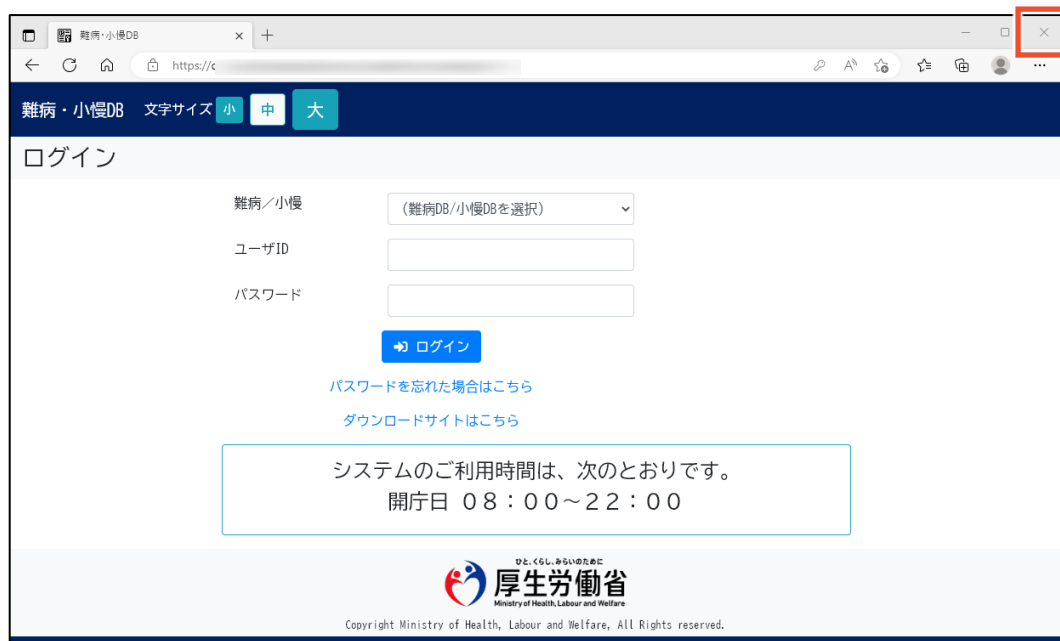 難病・小慢DB
https://c
難病・小慢DB 文字サイズ 小 中 大
ログイン
難病／小慢 (難病DB/小慢DBを選択)
ユーザID
パスワード
ログイン
パスワードを忘れた場合はこちら
ダウンロードサイトはこちら
システムのご利用時間は、次のとおりです。
開庁日 ０８：００～２２：００
ひと、くらし、みらいのために
厚生労働省
Ministry of Health, Labour and Welfare
Copyright Ministry of Health, Labour and Welfare, All Rights reserved.